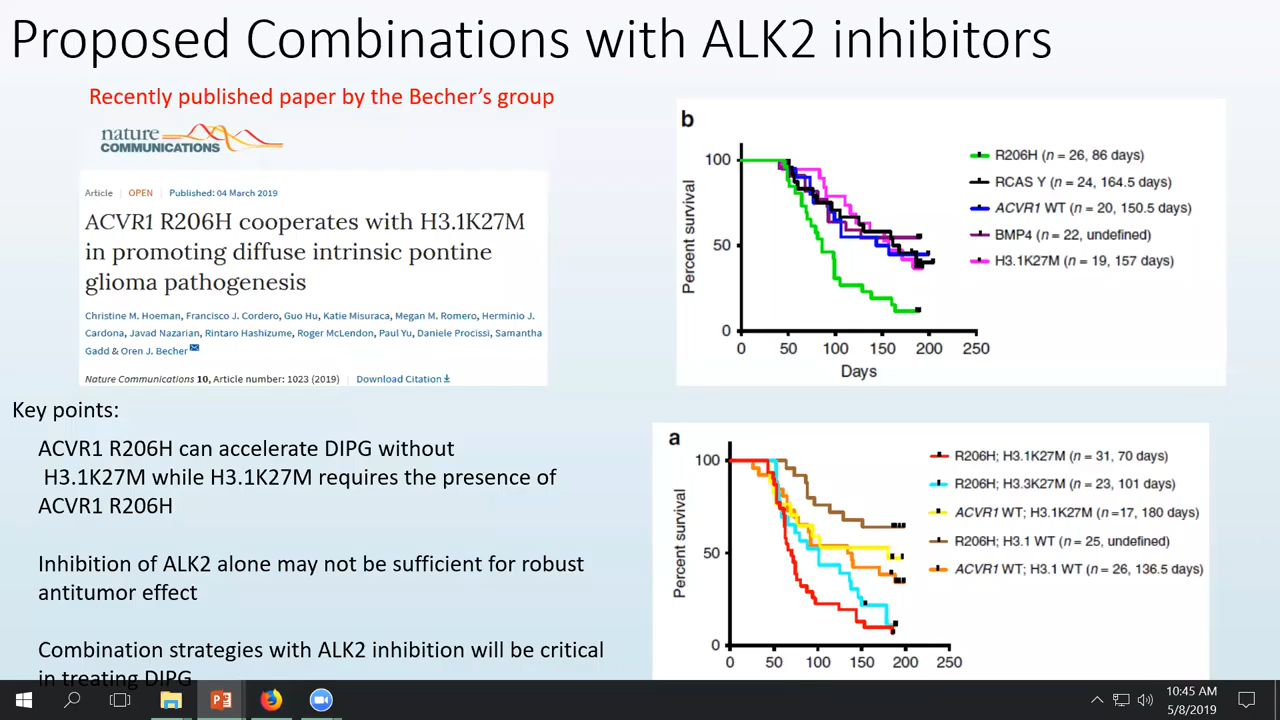 Proposed Combinations with ALK2 inhibitors
Recently published paper by the Becher's group
nature
COMMUNICATIONS
Article | OPEN | Published: 04 March 2019
ACVR1 R206H cooperates with H3.1K27M
in promoting diffuse intrinsic pontine
glioma pathogenesis
Christine M. Hoeman, Francisco J. Cordero, Guo Hu, Katie Misuraca, Megan M. Romero, Herminio J.
Cardona, Javad Nazarian, Rintaro Hashizume, Roger McLendon, Paul Yu, Daniele Procissi, Samantha
Gadd & Oren J. Becher
Nature Communications 10, Article number: 1023 (2019) | Download Citation
Key points:
ACVR1 R206H can accelerate DIPG without
H3.1K27M while H3.1K27M requires the presence of
ACVR1 R206H
Inhibition of ALK2 alone may not be sufficient for robust
antitumor effect
Combination strategies with ALK2 inhibition will be critical
in treating DIPG
b
Percent survival
100
50
0
0 50 100 150 200 250
Days
R206H (n = 26, 86 days)
RCAS Y (n = 24, 164.5 days)
ACVR1 WT (n = 20, 150.5 days)
BMP4 (n = 22, undefined)
H3.1K27M (n = 19, 157 days)
a
Percent survival
100
50
0
0 50 100 150 200 250
R206H; H3.1K27M (n = 31, 70 days)
R206H; H3.3K27M (n = 23, 101 days)
ACVR1 WT; H3.1K27M (n =17, 180 days)
R206H; H3.1 WT (n = 25, undefined)
ACVR1 WT; H3.1 WT (n = 26, 136.5 days)
10:45 AM
5/8/2019